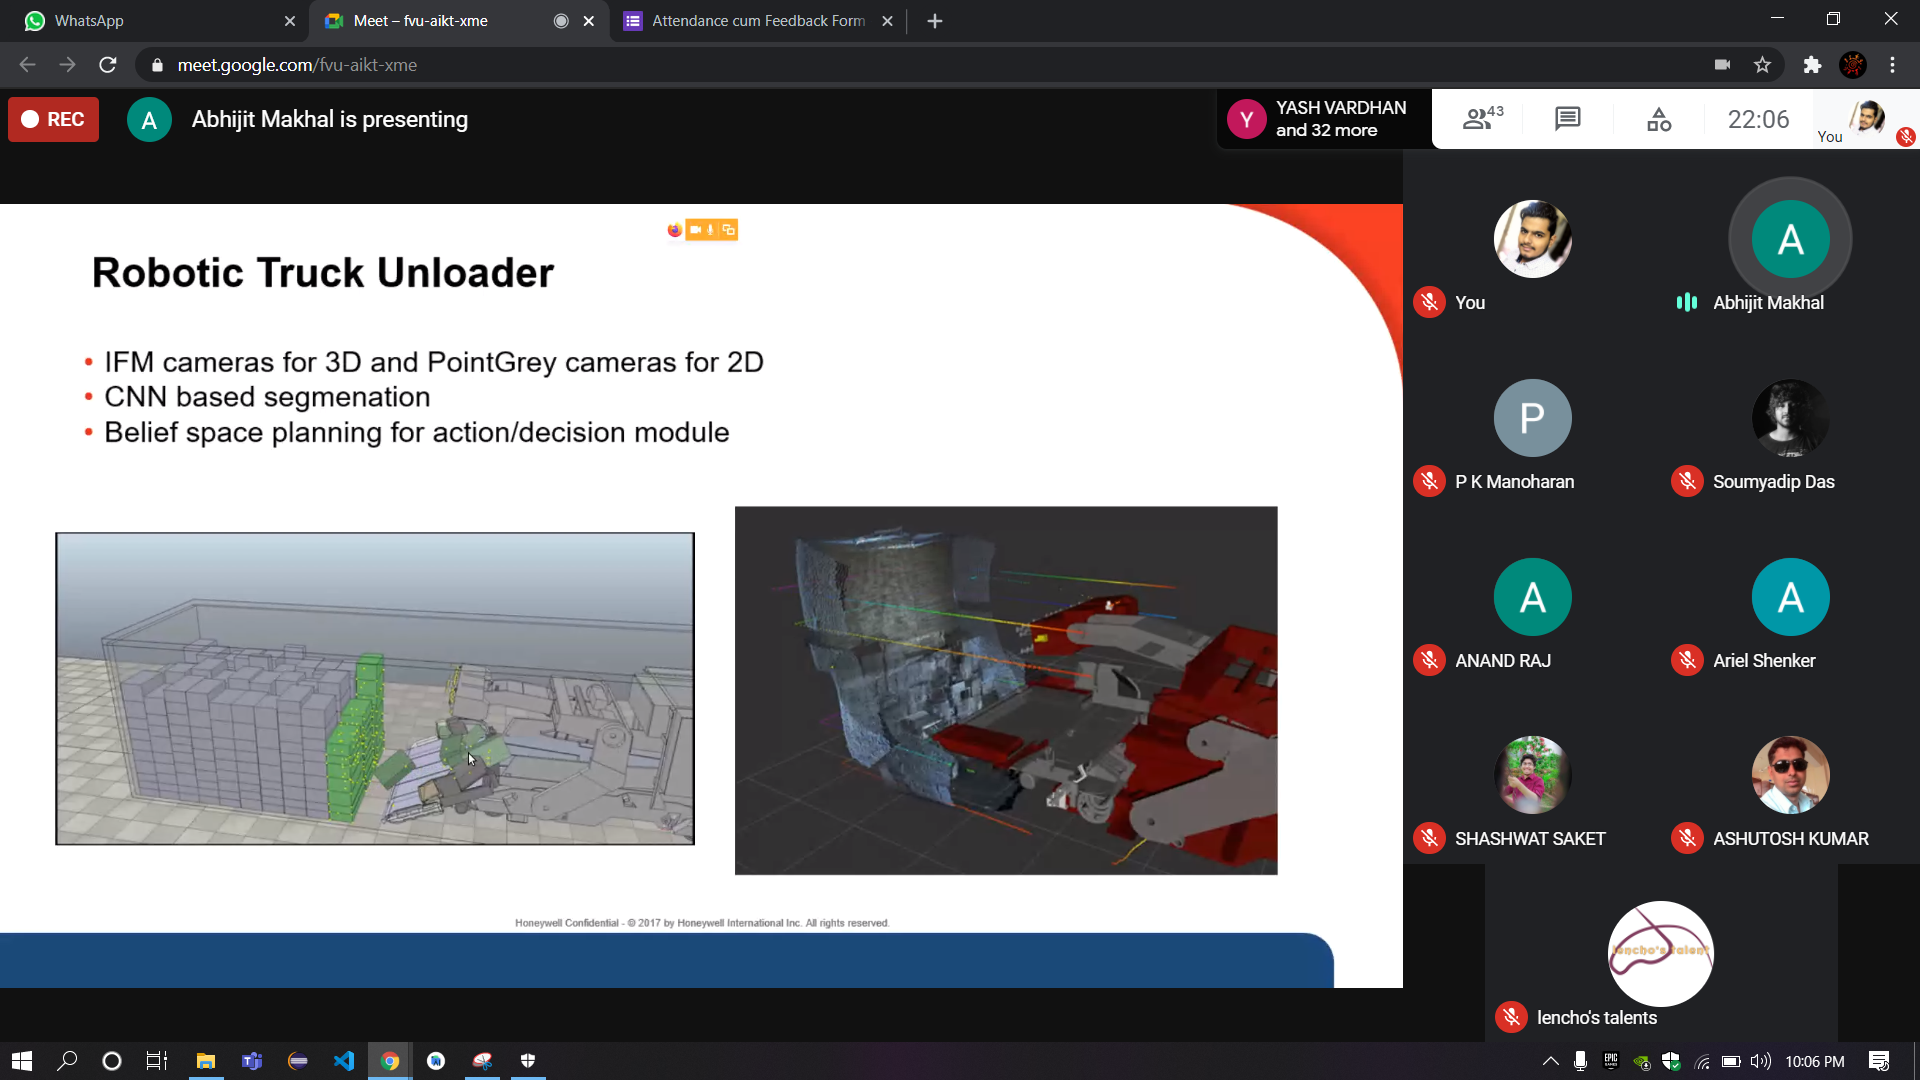 WhatsApp
Meet – fvu-aikt-xme
Attendance cum Feedback Form
meet.google.com/fvu-aikt-xme
REC
A
Abhijit Makhal is presenting
Y
YASH VARDHAN
and 32 more
43
22:06
You
Robotic Truck Unloader
• IFM cameras for 3D and PointGrey cameras for 2D
• CNN based segmenation
• Belief space planning for action/decision module
Honeywell Confidential - © 2017 by Honeywell International Inc. All rights reserved.
You
A
Abhijit Makhal
P
P K Manoharan
Soumyadip Das
A
ANAND RAJ
A
Ariel Shenker
SHASHWAT SAKET
ASHUTOSH KUMAR
lencho's talent
lencho's talents
EPIC
10:06 PM